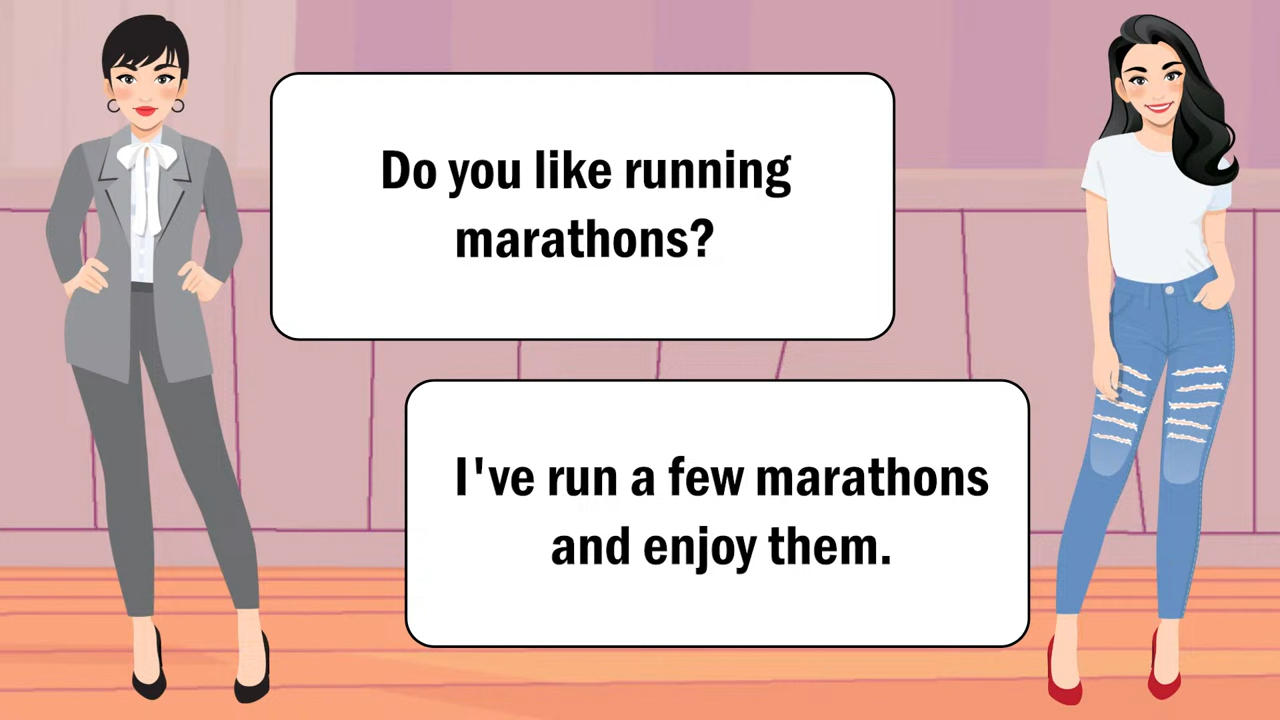 Do you like running
marathons?
I've run a few marathons
and enjoy them.